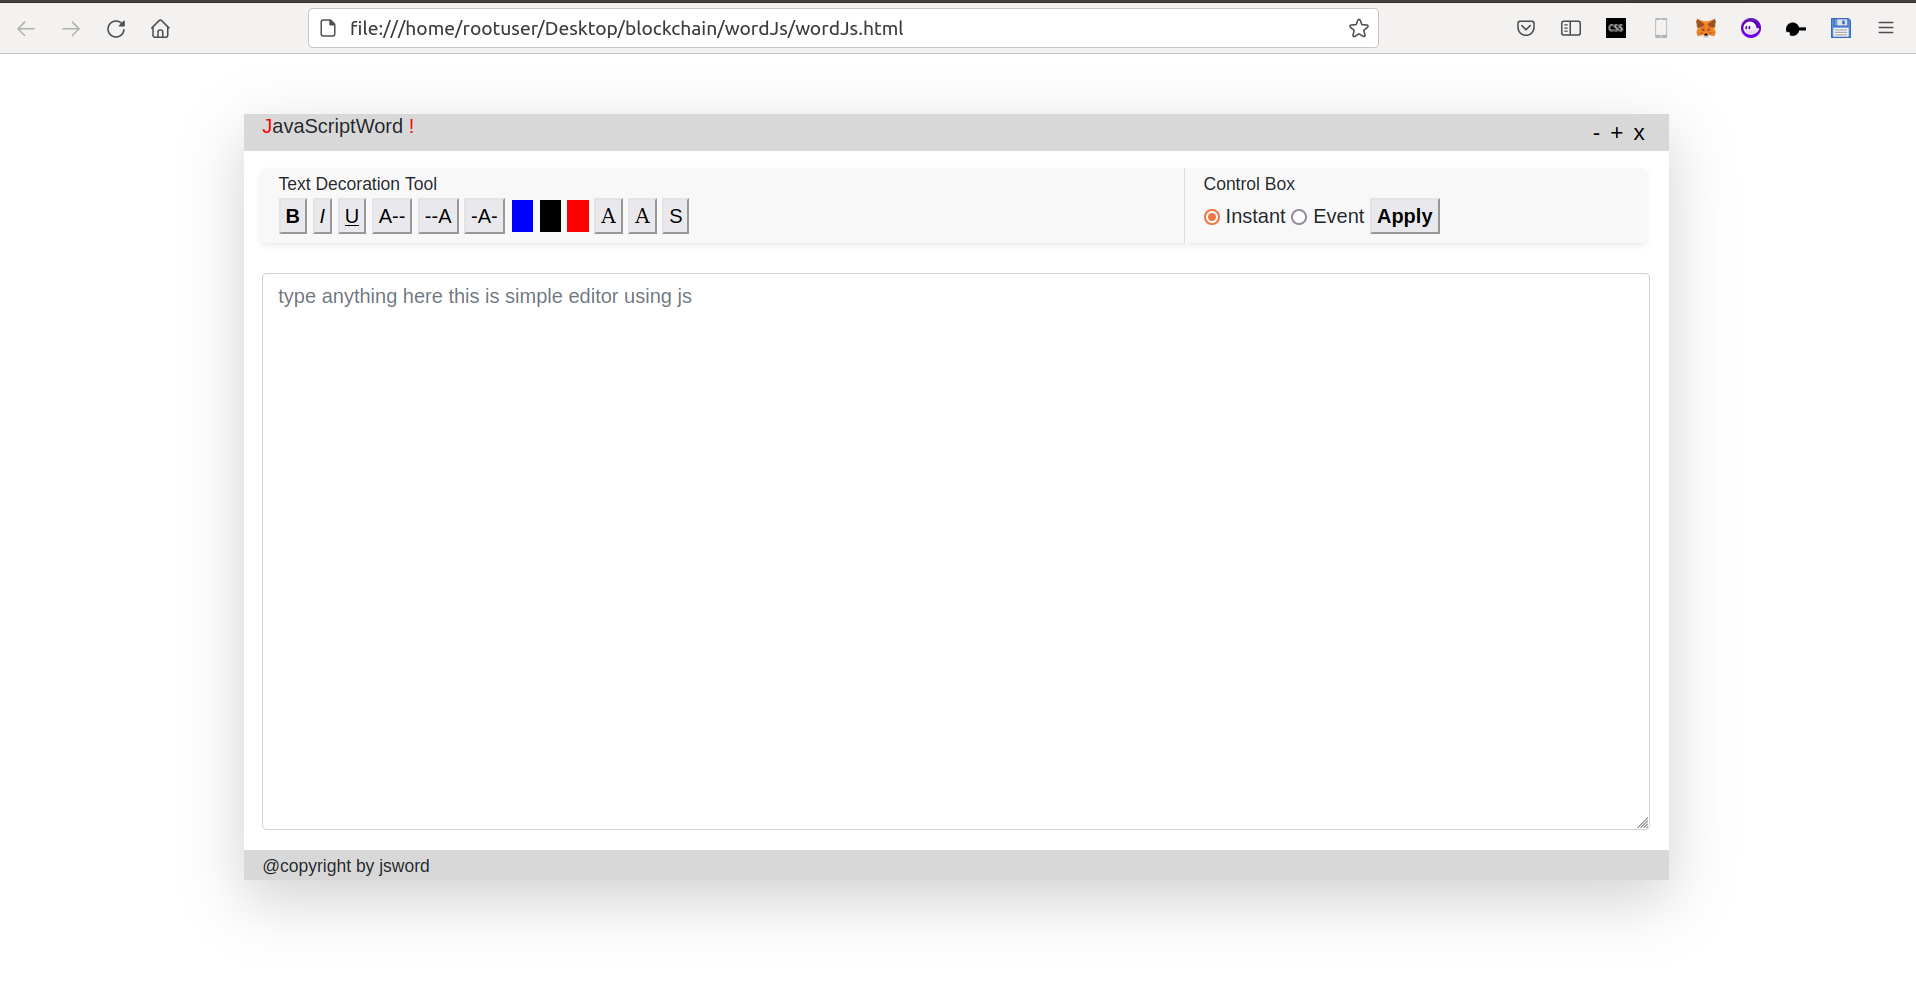 file:///home/rootuser/Desktop/blockchain/wordJs/wordJs.html
CSS
JavaScriptWord ! - + x
Text Decoration Tool
Control Box
B I U A-- --A -A- A A S
Instant Event Apply
type anything here this is simple editor using js
@copyright by jsword